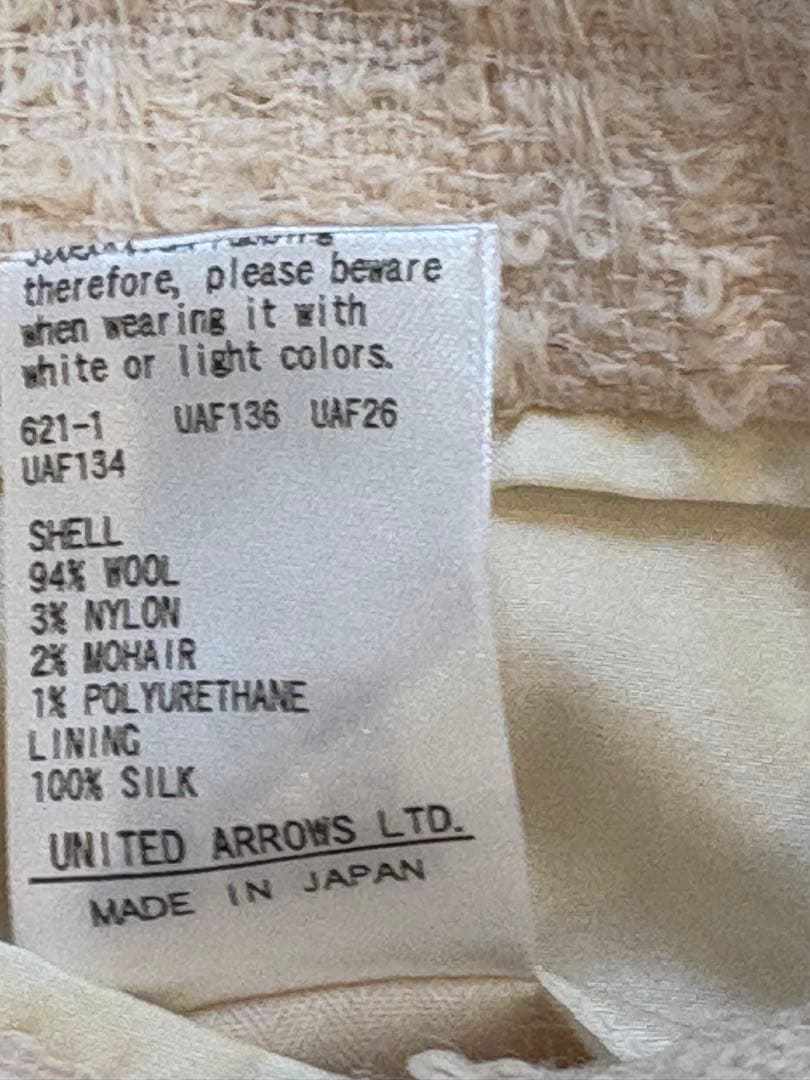 therefore, please beware
when wearing it with
white or light colors.
621-1 UAF136 UAF26
UAF134
SHELL
94% WOOL
3% NYLON
2% MOHAIR
1% POLYURETHANE
LINING
100% SILK
UNITED ARROWS LTD.
MADE IN JAPAN